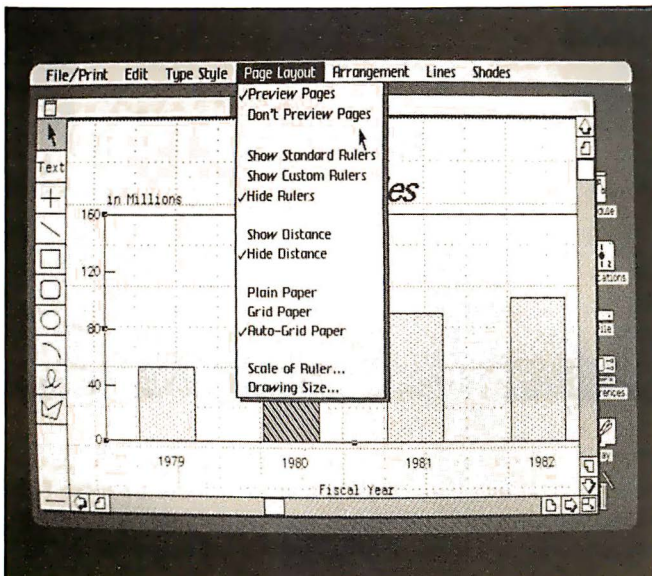 File/Print Edit Type Style Page Layout Arrangement Lines Shades
✓Preview Pages
Don't Preview Pages
Show Standard Rulers
Show Custom Rulers
✓Hide Rulers
Show Distance
✓Hide Distance
Plain Paper
Grid Paper
✓Auto-Grid Paper
Scale of Ruler...
Drawing Size...
Text
in Millions
160
120
80
40
0
1979 1980 1981 1982
Fiscal Year